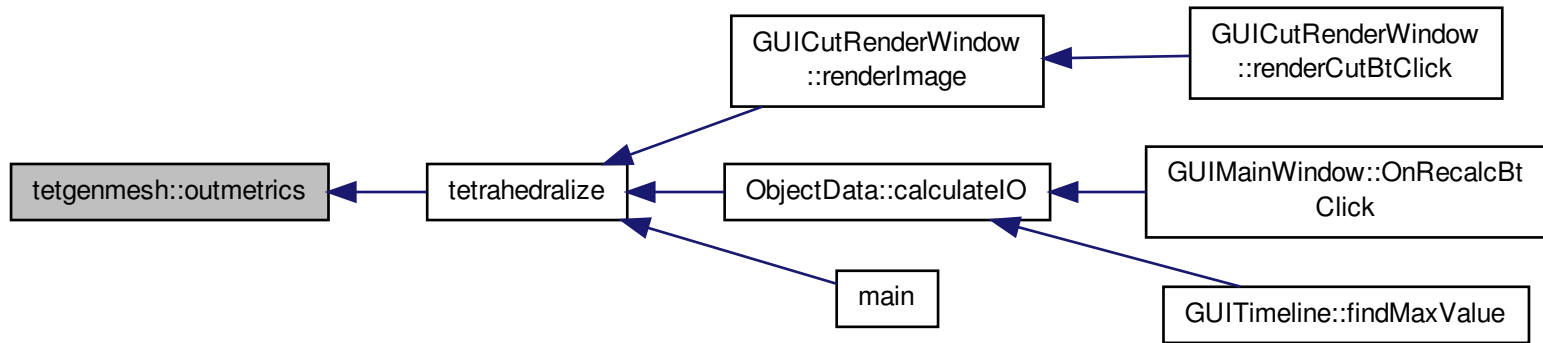 tetgenmesh::outmetrics
tetrahedralize
GUICutRenderWindow
::renderImage
ObjectData::calculateIO
main
GUICutRenderWindow
::renderCutBtClick
GUIMainWindow::OnRecalcBt
Click
GUITimeline::findMaxValue